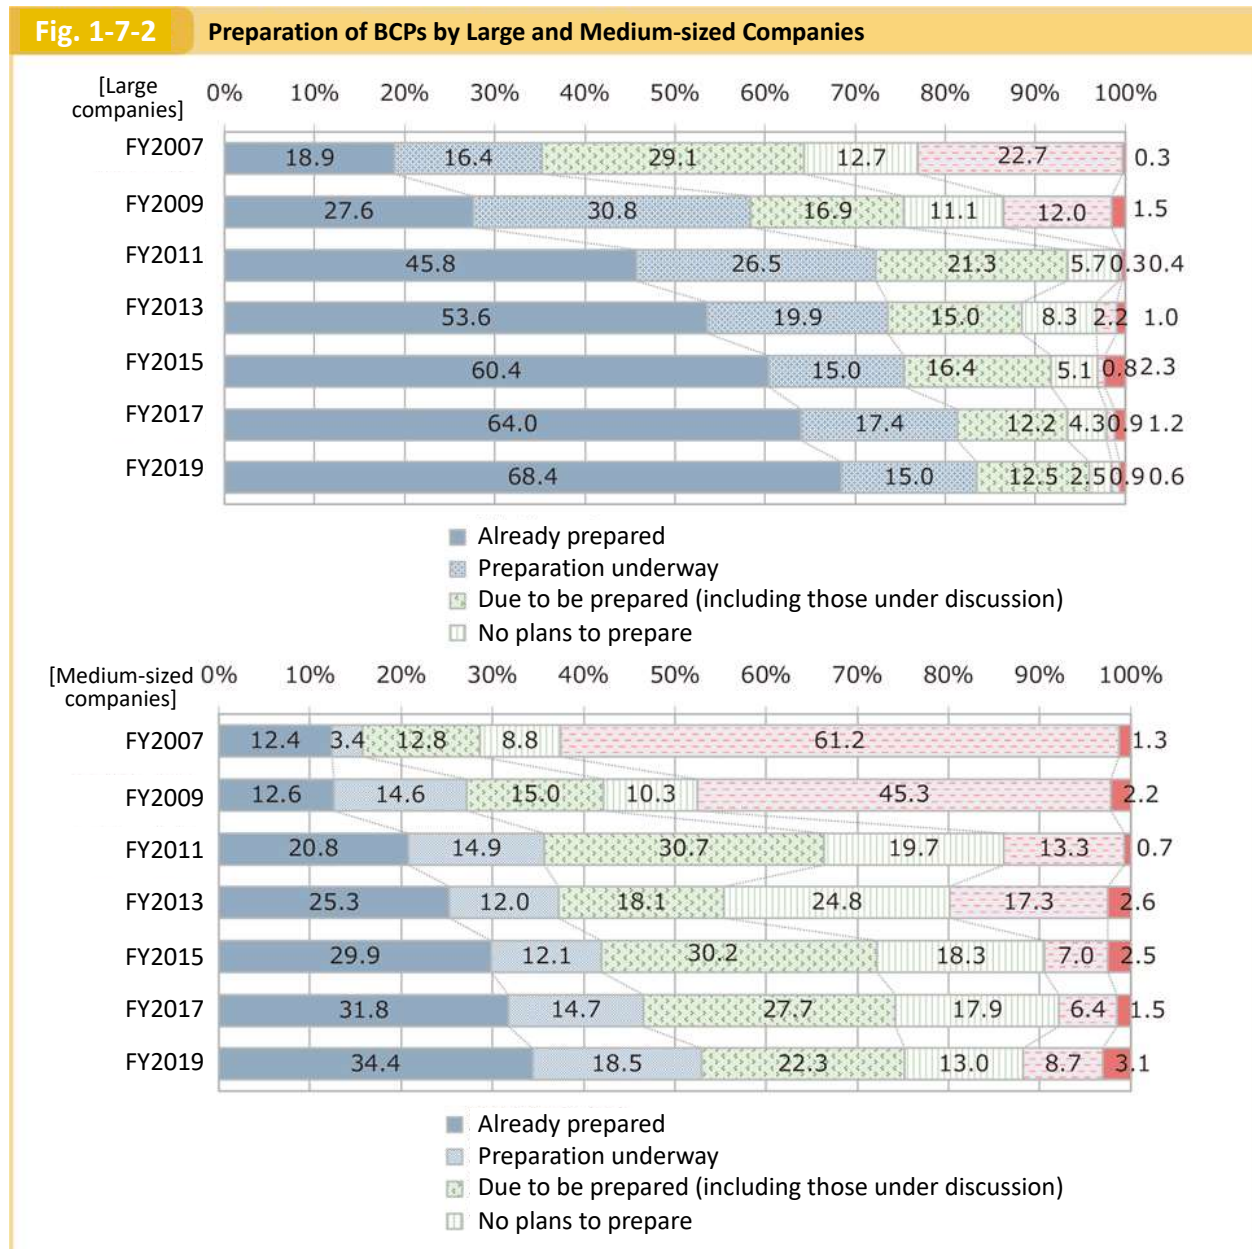 Fig. 1-7-2 Preparation of BCPs by Large and Medium-sized Companies
[Large companies] 0% 10% 20% 30% 40% 50% 60% 70% 80% 90% 100%
FY2007 18.9 16.4 29.1 12.7 22.7 0.3
FY2009 27.6 30.8 16.9 11.1 12.0 1.5
FY2011 45.8 26.5 21.3 5.7 0.3 0.4
FY2013 53.6 19.9 15.0 8.3 2.2 1.0
FY2015 60.4 15.0 16.4 5.1 0.8 2.3
FY2017 64.0 17.4 12.2 4.3 0.9 1.2
FY2019 68.4 15.0 12.5 2.5 0.9 0.6
Already prepared
Preparation underway
Due to be prepared (including those under discussion)
No plans to prepare
[Medium-sized companies] 0% 10% 20% 30% 40% 50% 60% 70% 80% 90% 100%
FY2007 12.4 3.4 12.8 8.8 61.2 1.3
FY2009 12.6 14.6 15.0 10.3 45.3 2.2
FY2011 20.8 14.9 30.7 19.7 13.3 0.7
FY2013 25.3 12.0 18.1 24.8 17.3 2.6
FY2015 29.9 12.1 30.2 18.3 7.0 2.5
FY2017 31.8 14.7 27.7 17.9 6.4 1.5
FY2019 34.4 18.5 22.3 13.0 8.7 3.1
Already prepared
Preparation underway
Due to be prepared (including those under discussion)
No plans to prepare